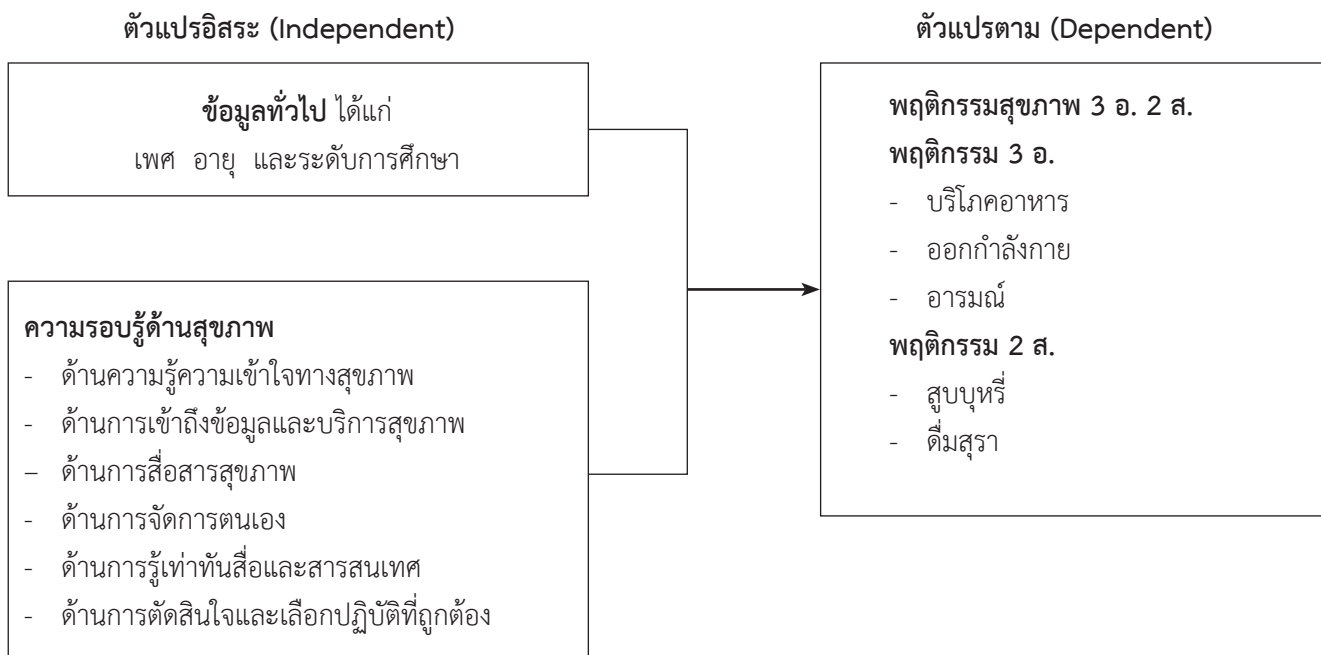 ตัวแปรอิสระ (Independent)
ข้อมูลทั่วไป ได้แก่
เพศ อายุ และระดับการศึกษา
ความรอบรู้ด้านสุขภาพ
- ด้านความรู้ความเข้าใจทางสุขภาพ
- ด้านการเข้าถึงข้อมูลและบริการสุขภาพ
– ด้านการสื่อสารสุขภาพ
- ด้านการจัดการตนเอง
- ด้านการรู้เท่าทันสื่อและสารสนเทศ
- ด้านการตัดสินใจและเลือกปฏิบัติที่ถูกต้อง
ตัวแปรตาม (Dependent)
พฤติกรรมสุขภาพ 3 อ. 2 ส.
พฤติกรรม 3 อ.
- บริโภคอาหาร
- ออกกำลังกาย
- อารมณ์
พฤติกรรม 2 ส.
- สูบบุหรี่
- ดื่มสุรา